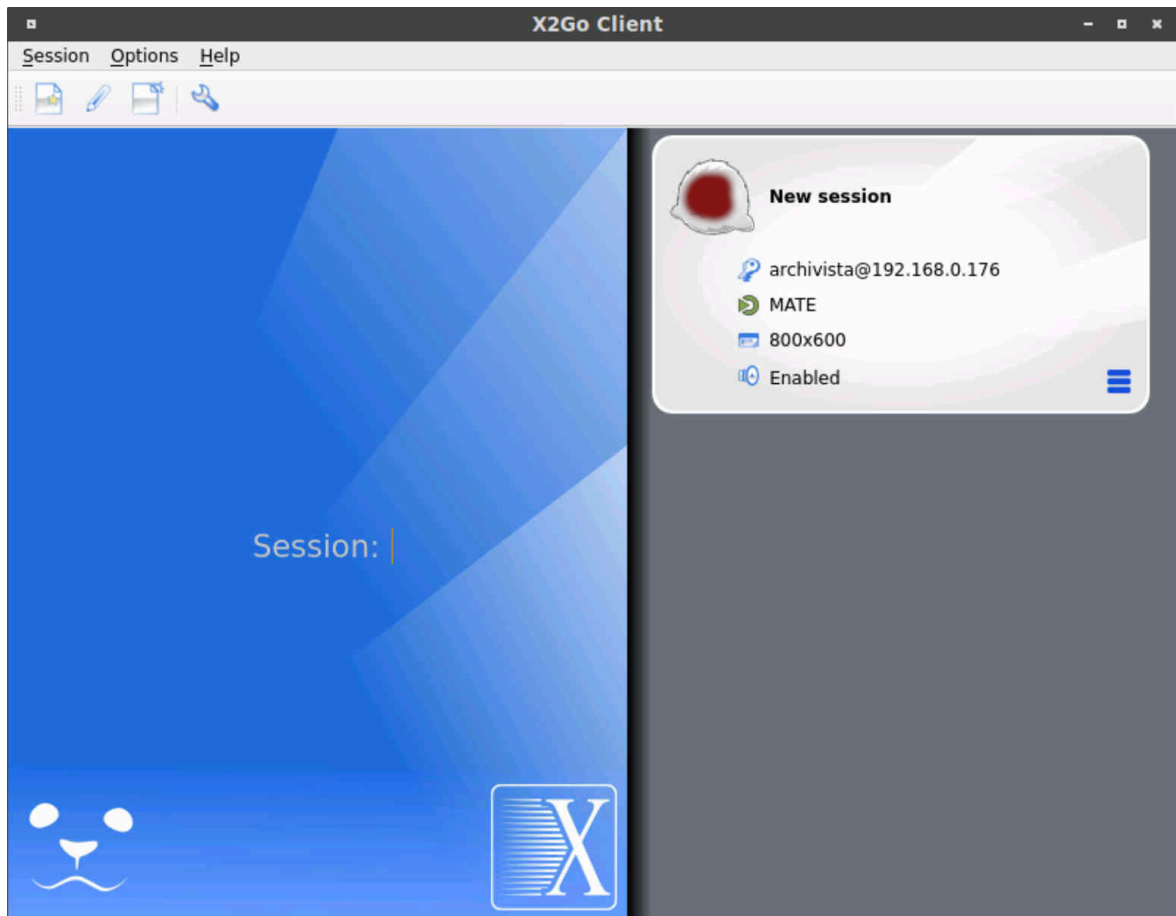 X2Go Client
Session Options Help
New session
archivista@192.168.0.176
MATE
800x600
Enabled
Session:
X